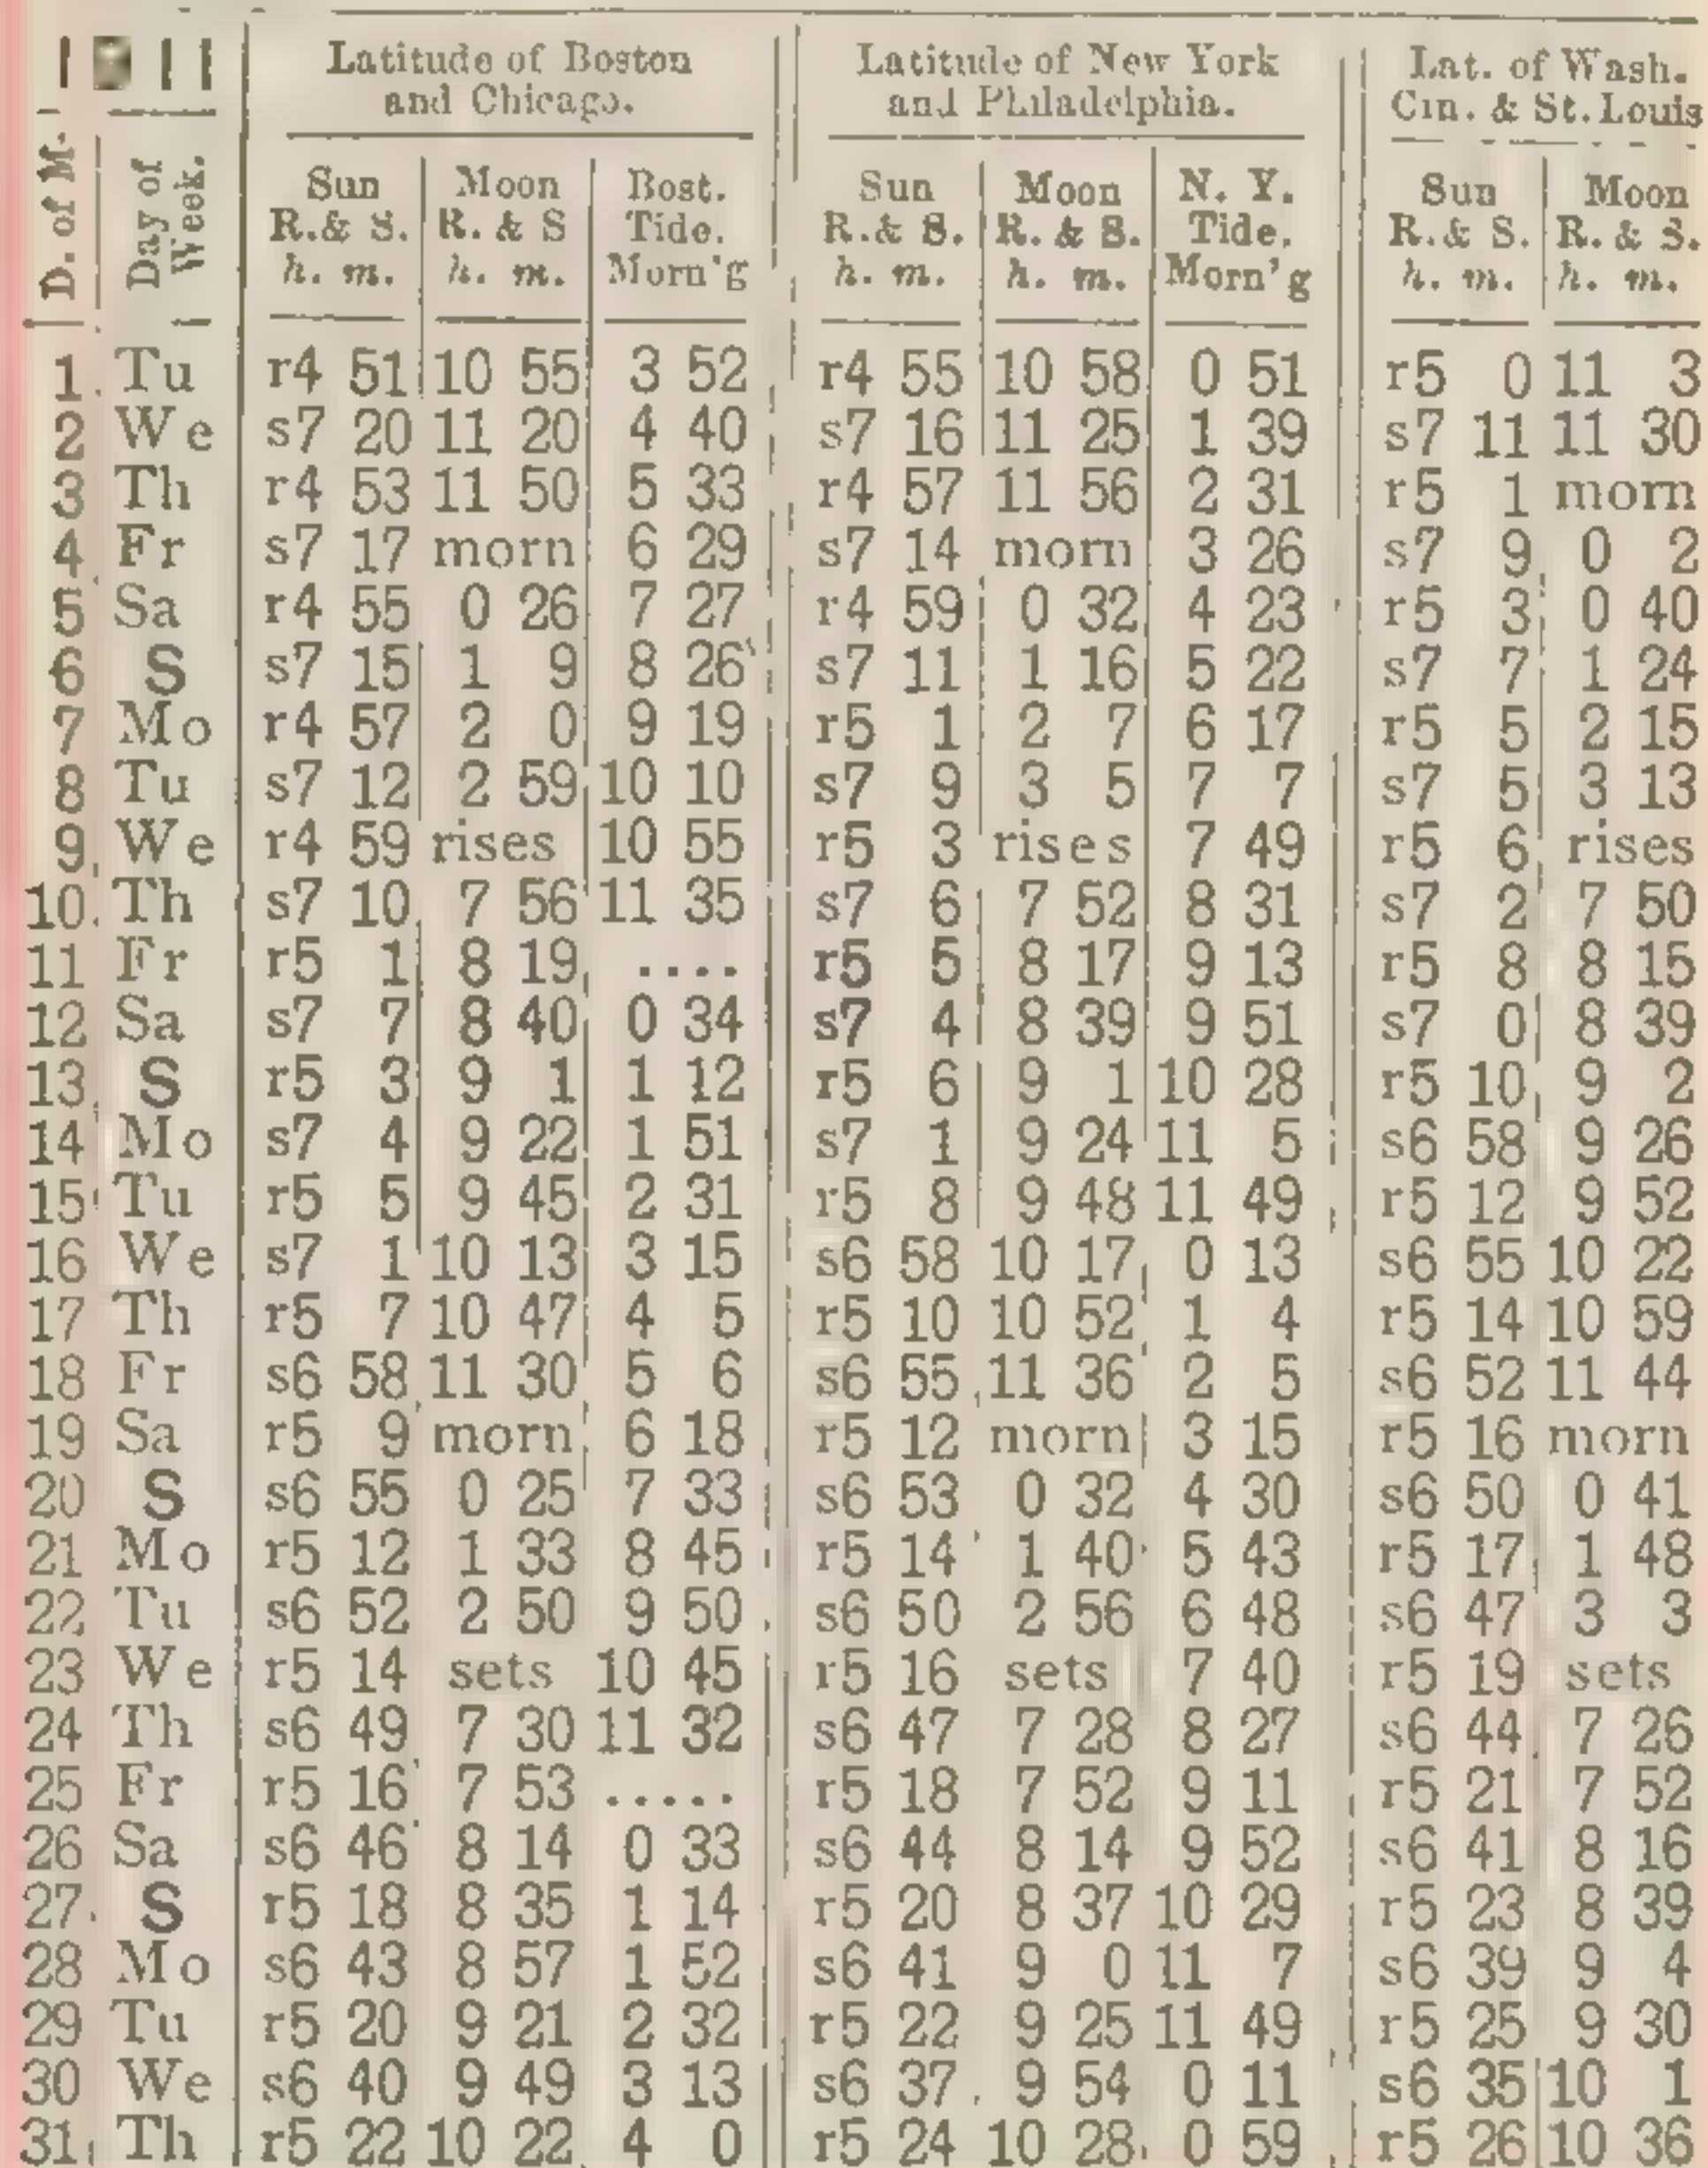 Latitude of Boston and Chicago. Latitude of New York and Philadelphia. Lat. of Wash. Cin. & St. Louis
D. of M. Day of Week. Sun R. & S. h. m. Moon R. & S h. m. Bost. Tide. Morn'g Sun R. & S. h. m. Moon R. & S. h. m. N. Y. Tide. Morn'g Sun R. & S. h. m. Moon R. & S. h. m.
1 Tu r4 51 10 55 3 52 r4 55 10 58 0 51 r5 0 11 3
2 We s7 20 11 20 4 40 s7 16 11 25 1 39 s7 11 11 30
3 Th r4 53 11 50 5 33 r4 57 11 56 2 31 r5 1 morn
4 Fr s7 17 morn 6 29 s7 14 morn 3 26 s7 9 0 2
5 Sa r4 55 0 26 7 27 r4 59 0 32 4 23 r5 3 0 40
6 S s7 15 1 9 8 26 s7 11 1 16 5 22 s7 7 1 24
7 Mo r4 57 2 0 9 19 r5 1 2 7 6 17 r5 5 2 15
8 Tu s7 12 2 59 10 10 s7 9 3 5 7 7 s7 5 3 13
9 We r4 59 rises 10 55 r5 3 rises 7 49 r5 6 rises
10 Th s7 10 7 56 11 35 s7 6 7 52 8 31 s7 2 7 50
11 Fr r5 1 8 19 .... r5 5 8 17 9 13 r5 8 8 15
12 Sa s7 7 8 40 0 34 s7 4 8 39 9 51 s7 0 8 39
13 S r5 3 9 1 1 12 r5 6 9 1 10 28 r5 10 9 2
14 Mo s7 4 9 22 1 51 s7 1 9 24 11 5 s6 58 9 26
15 Tu r5 5 9 45 2 31 r5 8 9 48 11 49 r5 12 9 52
16 We s7 1 10 13 3 15 s6 58 10 17 0 13 s6 55 10 22
17 Th r5 7 10 47 4 5 r5 10 10 52 1 4 r5 14 10 59
18 Fr s6 58 11 30 5 6 s6 55 11 36 2 5 s6 52 11 44
19 Sa r5 9 morn 6 18 r5 12 morn 3 15 r5 16 morn
20 S s6 55 0 25 7 33 s6 53 0 32 4 30 s6 50 0 41
21 Mo r5 12 1 33 8 45 r5 14 1 40 5 43 r5 17 1 48
22 Tu s6 52 2 50 9 50 s6 50 2 56 6 48 s6 47 3 3
23 We r5 14 sets 10 45 r5 16 sets 7 40 r5 19 sets
24 Th s6 49 7 30 11 32 s6 47 7 28 8 27 s6 44 7 26
25 Fr r5 16 7 53 ..... r5 18 7 52 9 11 r5 21 7 52
26 Sa s6 46 8 14 0 33 s6 44 8 14 9 52 s6 41 8 16
27 S r5 18 8 35 1 14 r5 20 8 37 10 29 r5 23 8 39
28 Mo s6 43 8 57 1 52 s6 41 9 0 11 7 s6 39 9 4
29 Tu r5 20 9 21 2 32 r5 22 9 25 11 49 r5 25 9 30
30 We s6 40 9 49 3 13 s6 37 9 54 0 11 s6 35 10 1
31 Th r5 22 10 22 4 0 r5 24 10 28 0 59 r5 26 10 36